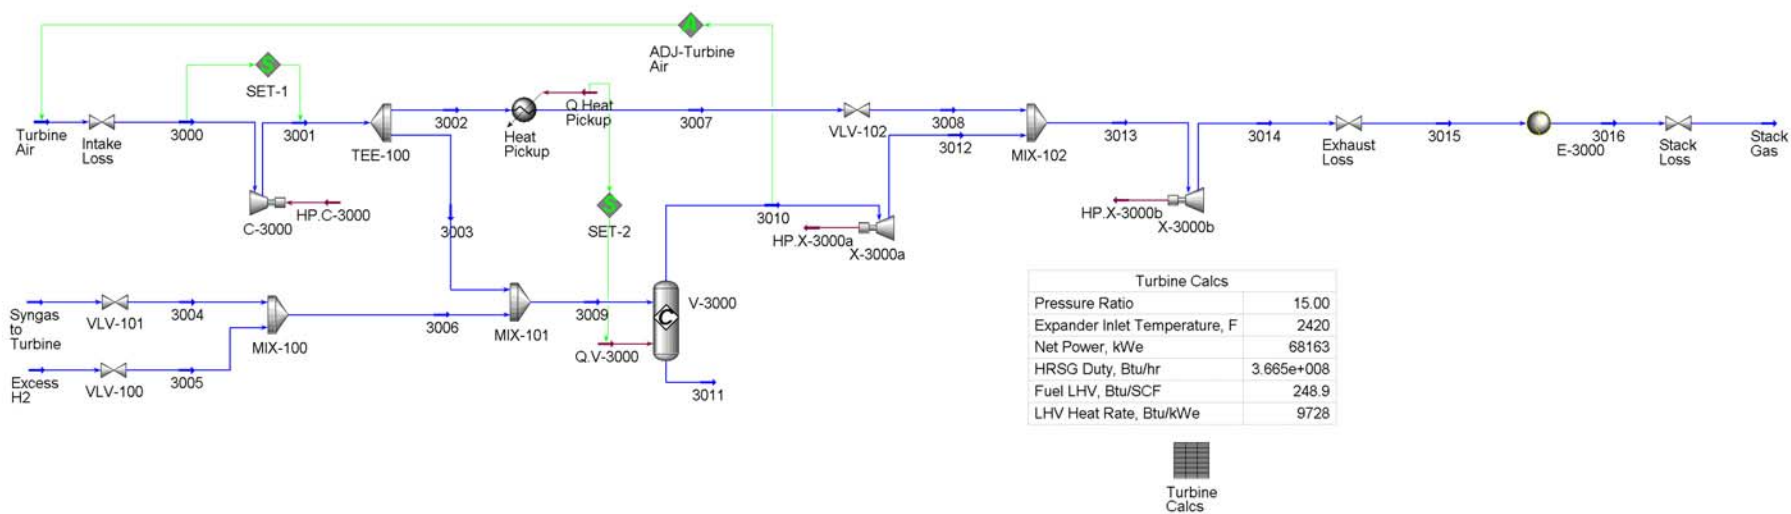 A
ADJ-Turbine
Air
S
SET-1
Turbine
Air
Intake
Loss
3000
3001
TEE-100
3002
Heat
Pickup
Q Heat
Pickup
3007
VLV-102
3008
3012
MIX-102
3013
3014
Exhaust
Loss
3015
E-3000
3016
Stack
Loss
Stack
Gas
C-3000
HP.C-3000
3003
S
SET-2
3010
HP.X-3000a
X-3000a
HP.X-3000b
X-3000b
Syngas
to
Turbine
VLV-101
3004
MIX-100
3006
MIX-101
3009
V-3000
C
Q.V-3000
3011
Excess
H2
VLV-100
3005
Turbine Calcs
Pressure Ratio 15.00
Expander Inlet Temperature, F 2420
Net Power, kWe 68163
HRSG Duty, Btu/hr 3.665e+008
Fuel LHV, Btu/SCF 248.9
LHV Heat Rate, Btu/kWe 9728
Turbine
Calcs